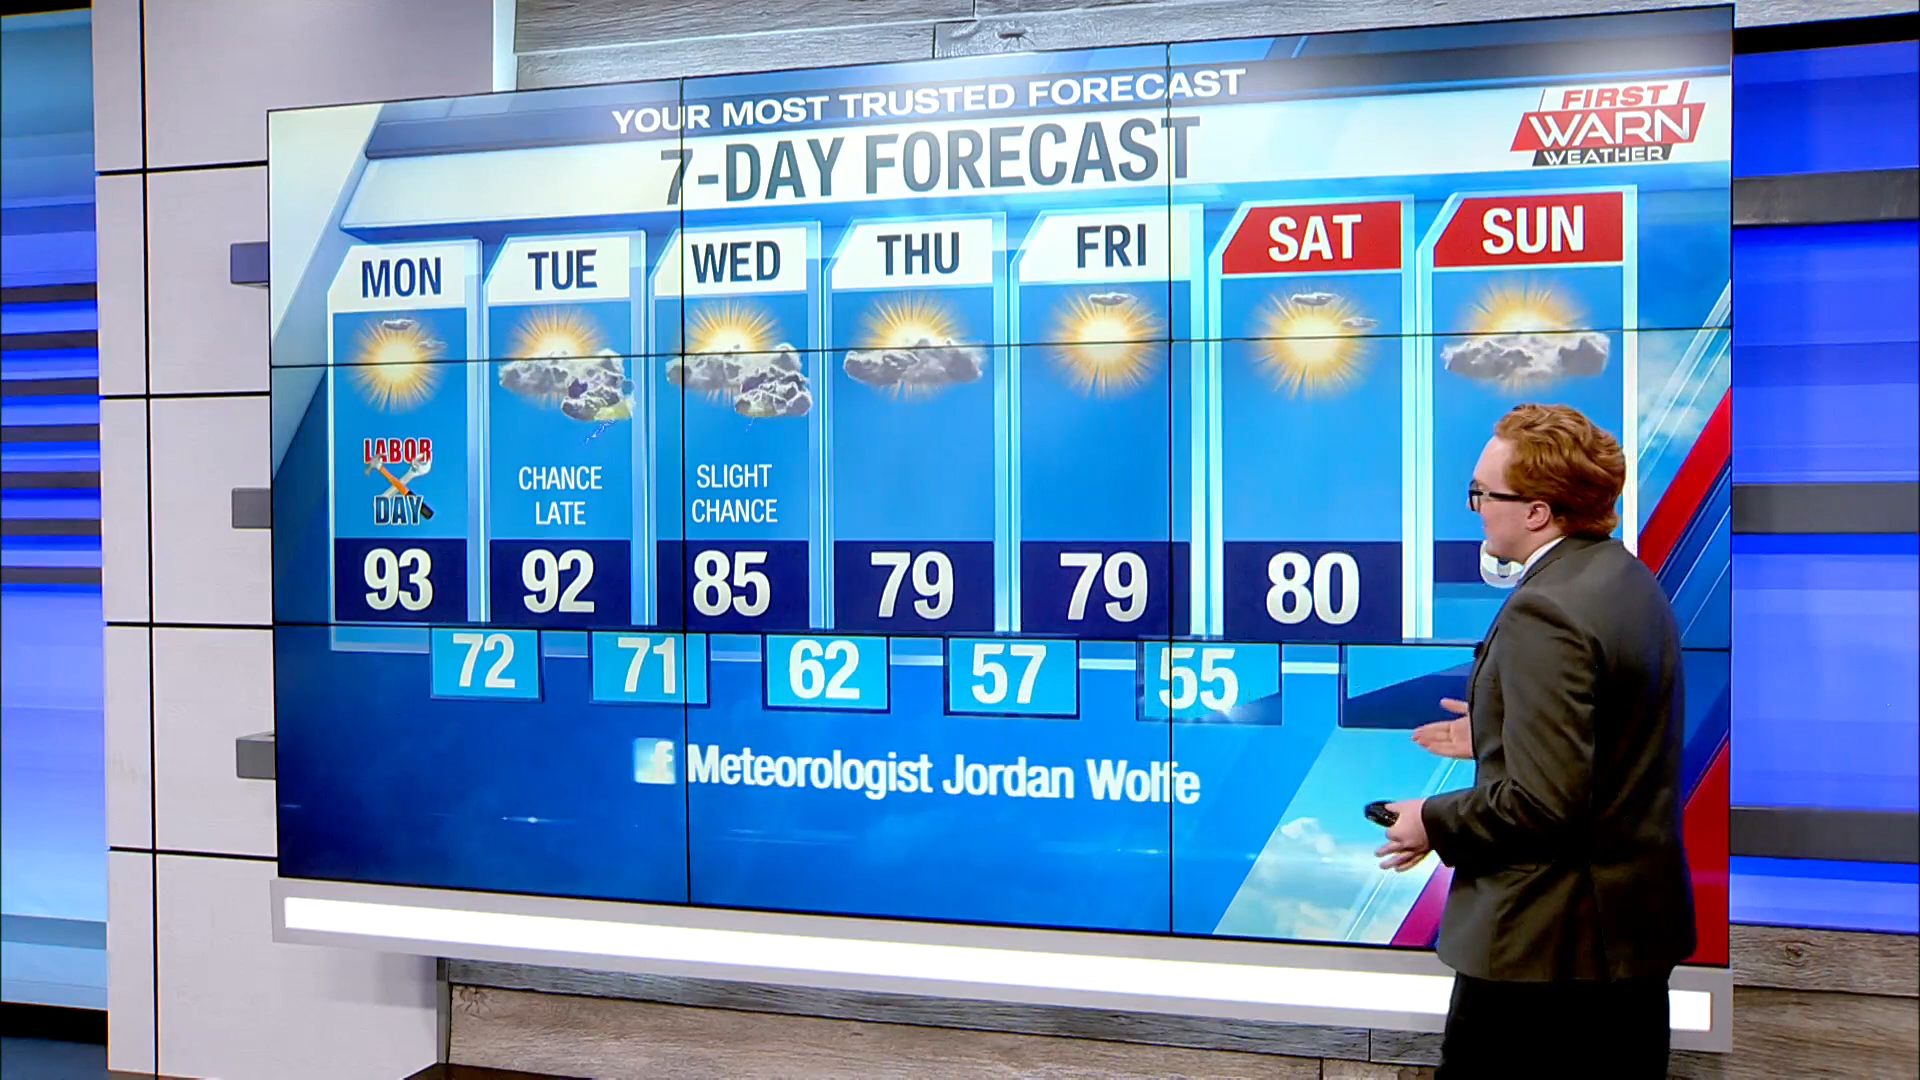 YOUR MOST TRUSTED FORECAST
7-DAY FORECAST
FIRST
WARN
WEATHER
MON TUE WED THU FRI SAT SUN
LABOR
DAY
CHANCE
LATE
SLIGHT
CHANCE
93 92 85 79 79 80
72 71 62 57 55
f Meteorologist Jordan Wolfe